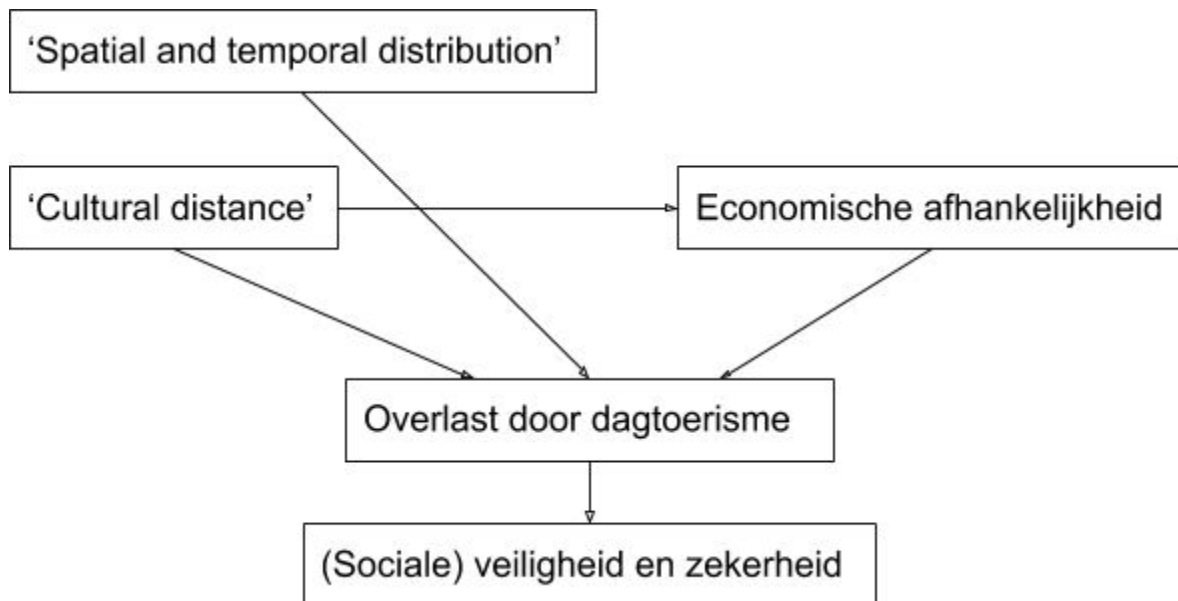 ‘Spatial and temporal distribution’
‘Cultural distance’
Economische afhankelijkheid
Overlast door dagtoerisme
(Sociale) veiligheid en zekerheid